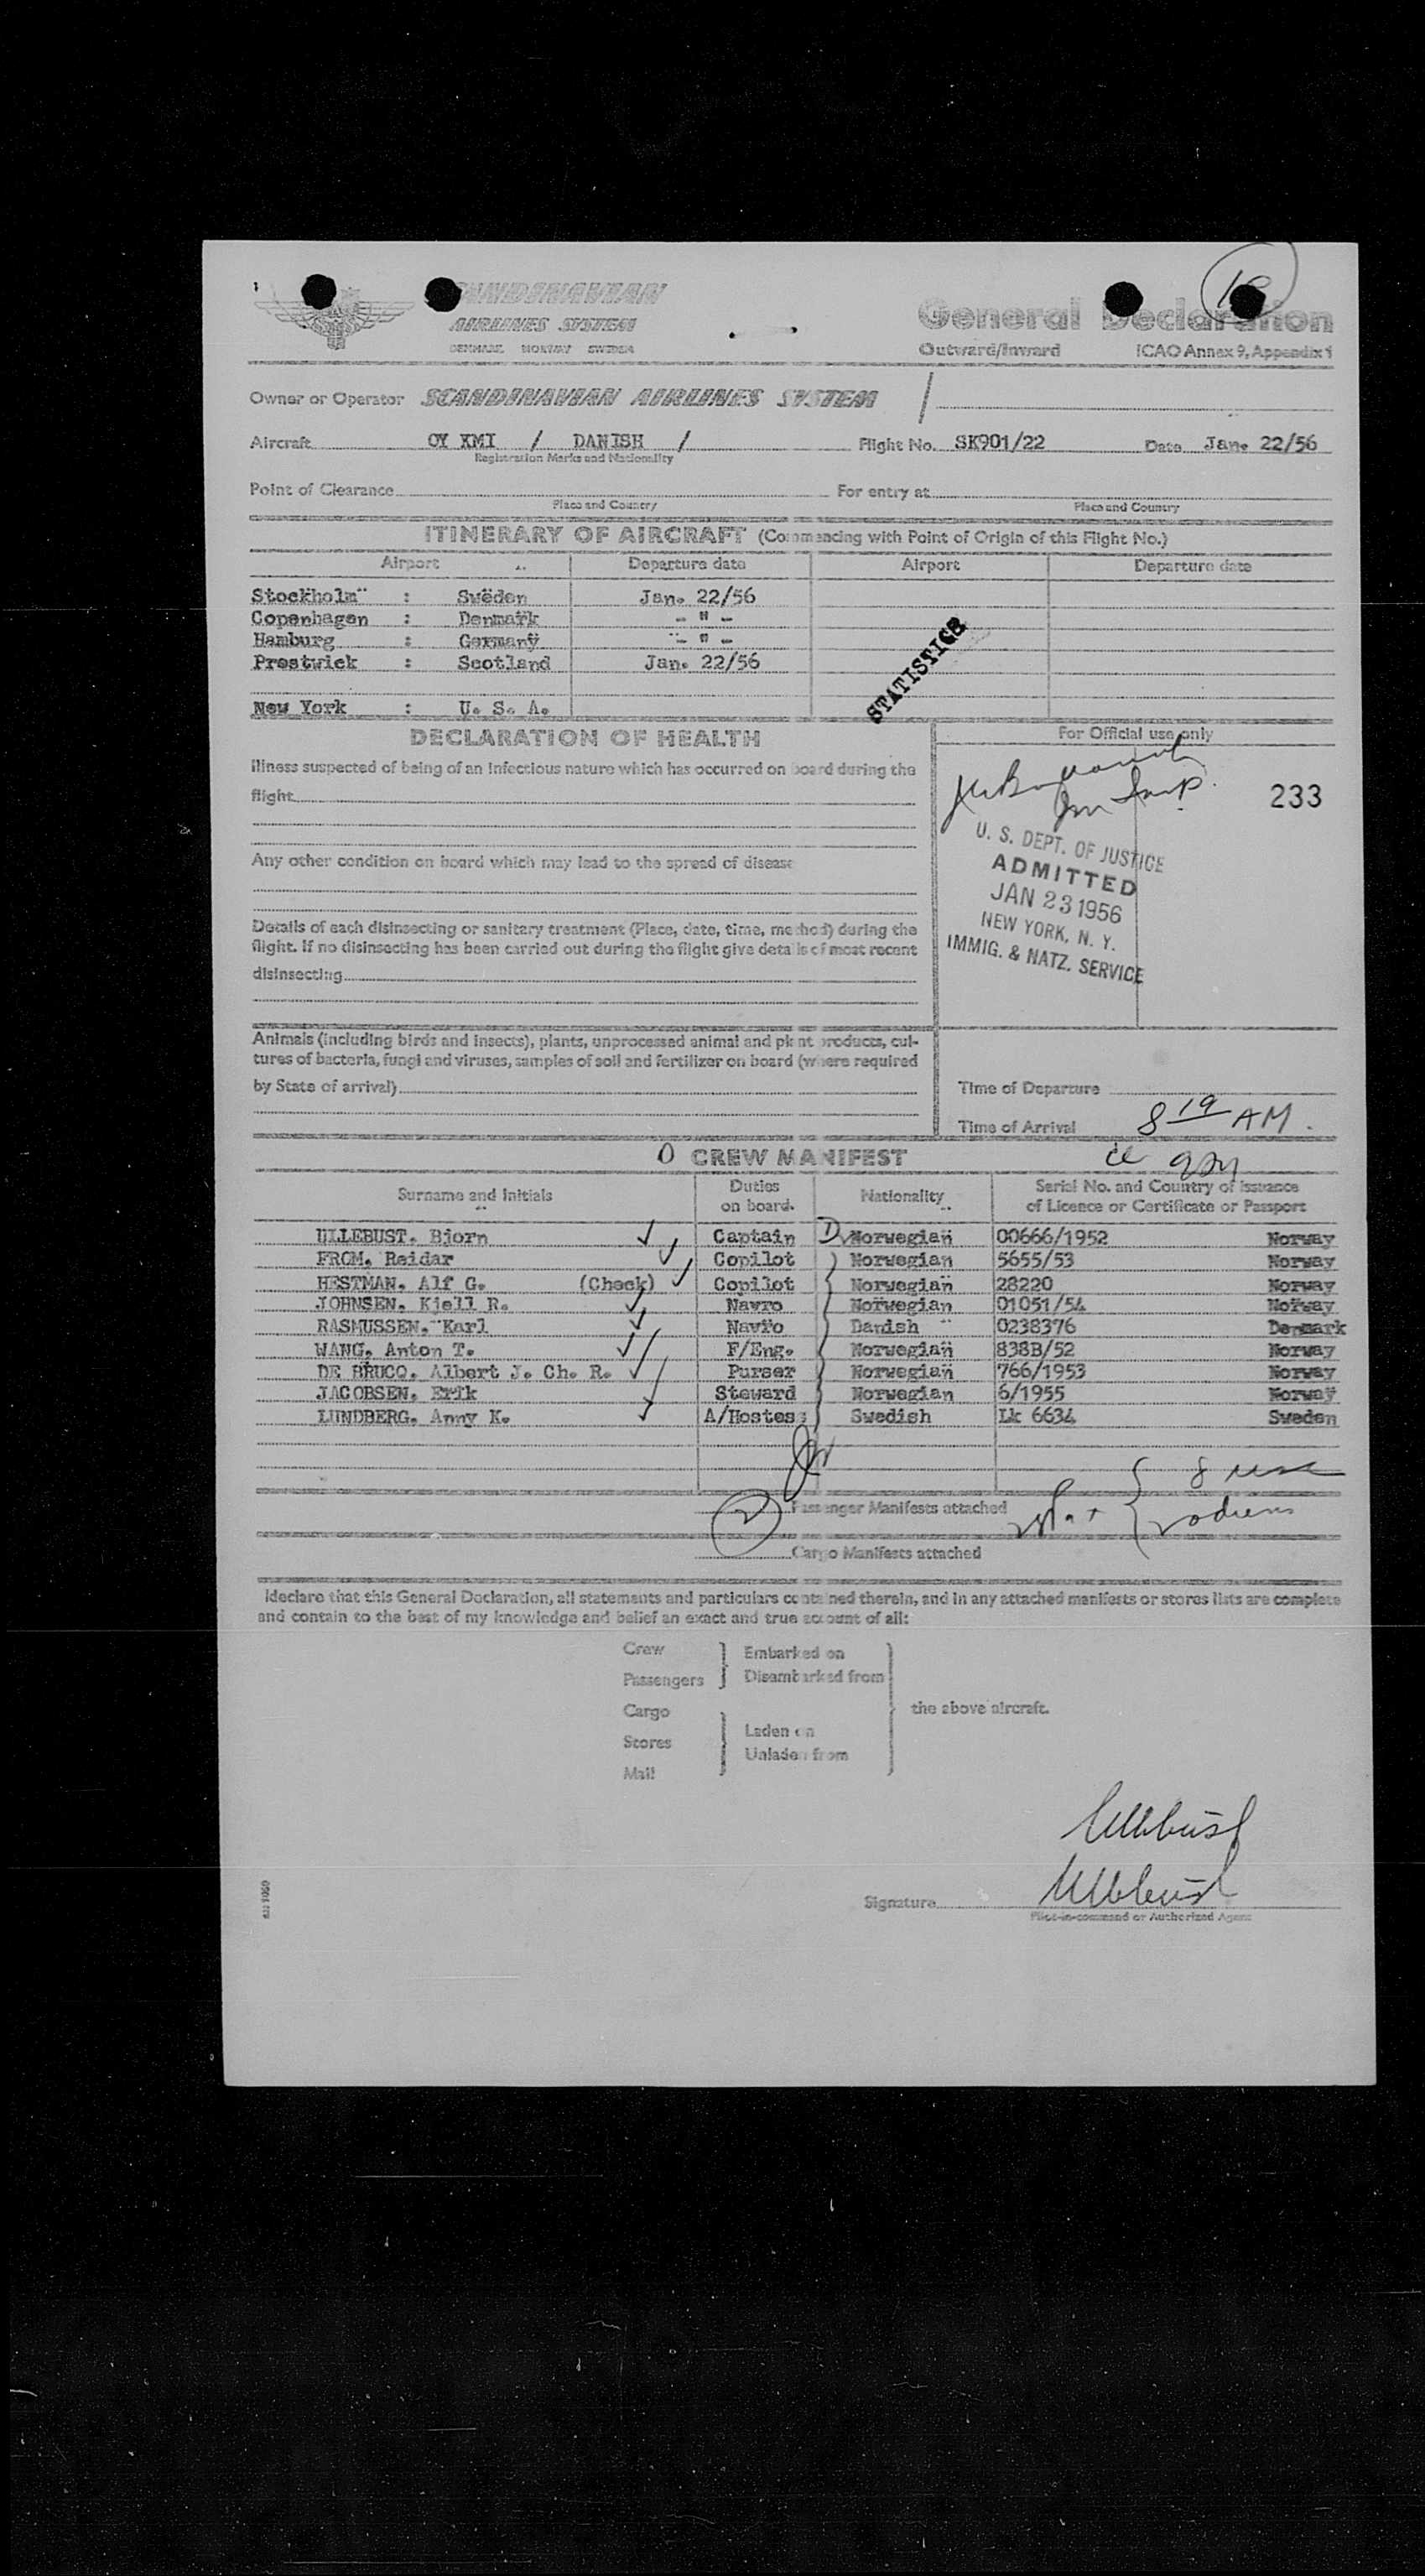 SCANDINAVIAN
AIRLINES SYSTEM
DENMARK NORWAY SWEDEN
General Declaration
Outward/Inward ICAO Annex 9, Appendix 1
Owner or Operator SCANDINAVIAN AIRLINES SYSTEM /
Aircraft OY KMI / DANISH / Flight No. SK901/22 Date Jan. 22/56
Registration Marks and Nationality
Point of Clearance For entry at
Place and Country Place and Country
ITINERARY OF AIRCRAFT (Commencing with Point of Origin of this Flight No.)
Airport Departure date Airport Departure date
Stockholm : Sweden Jan. 22/56
Copenhagen : Denmark - " -
Hamburg : Germany - " -
Prestwick : Scotland Jan. 22/56
New York : U. S. A.
STATISTICS
DECLARATION OF HEALTH
For Official use only
Illness suspected of being of an infectious nature which has occurred on board during the
flight
233
Any other condition on board which may lead to the spread of disease
U. S. DEPT. OF JUSTICE
ADMITTED
JAN 23 1956
NEW YORK, N. Y.
IMMIG. & NATZ. SERVICE
Details of each disinsecting or sanitary treatment (Place, date, time, method) during the
flight. If no disinsecting has been carried out during the flight give details of most recent
disinsecting
Animals (including birds and insects), plants, unprocessed animal and plant products, cul-
tures of bacteria, fungi and viruses, samples of soil and fertilizer on board (where required
by State of arrival)
Time of Departure
Time of Arrival 8 19 AM.
CREW MANIFEST
Surname and Initials Duties on board. Nationality Serial No. and Country of Issuance of Licence or Certificate or Passport
ULLEBUST, Bjorn Captain Norwegian 00666/1952 Norway
FROM, Reidar Copilot Norwegian 5655/53 Norway
HESTMAN, Alf G. (Check) Copilot Norwegian 28220 Norway
JOHNSEN, Kjell R. Navro Norwegian 01051/54 Norway
RASMUSSEN, Karl Navro Danish 0238376 Denmark
WANG, Anton T. F/Eng. Norwegian 838B/52 Norway
DE BRUCQ, Albert J. Ch. R. Purser Norwegian 766/1953 Norway
JACOBSEN, Erik Steward Norwegian 6/1955 Norway
LUNDBERG, Anny K. A/Hostess Swedish Lk 6634 Sweden
2 Passenger Manifests attached
Cargo Manifests attached
I declare that this General Declaration, all statements and particulars contained therein, and in any attached manifests or stores lists are complete
and contain to the best of my knowledge and belief an exact and true account of all:
Crew
Passengers
Embarked on
Disembarked from
Cargo
Stores
Mail
Laden on
Unladen from
the above aircraft.
Ullebust
Signature Ullebust
Pilot-in-command or Authorized Agent